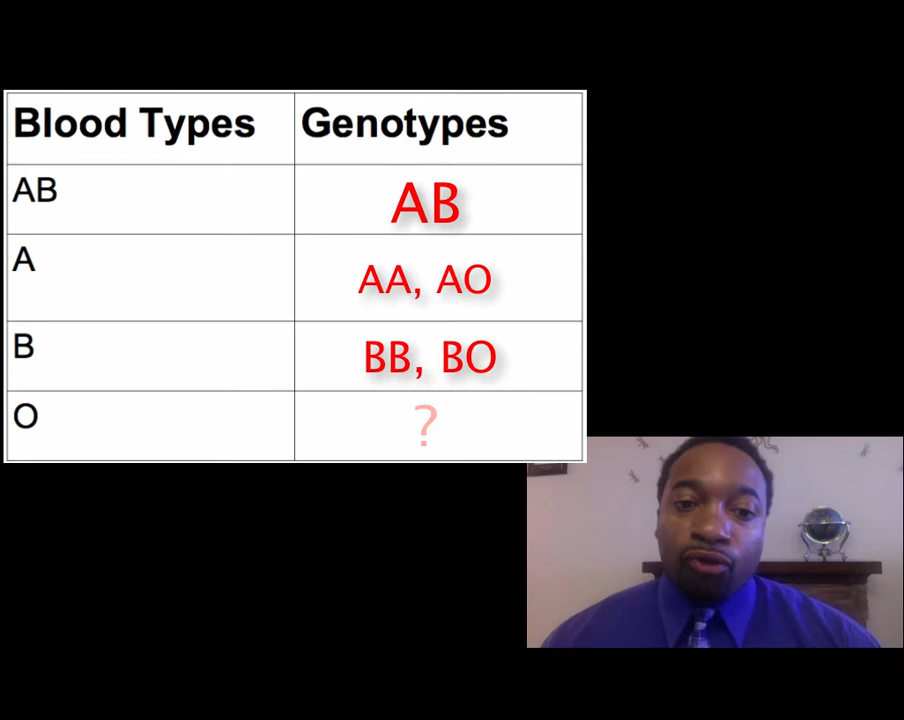 Blood Types Genotypes
AB AB
A AA, AO
B BB, BO
O ?